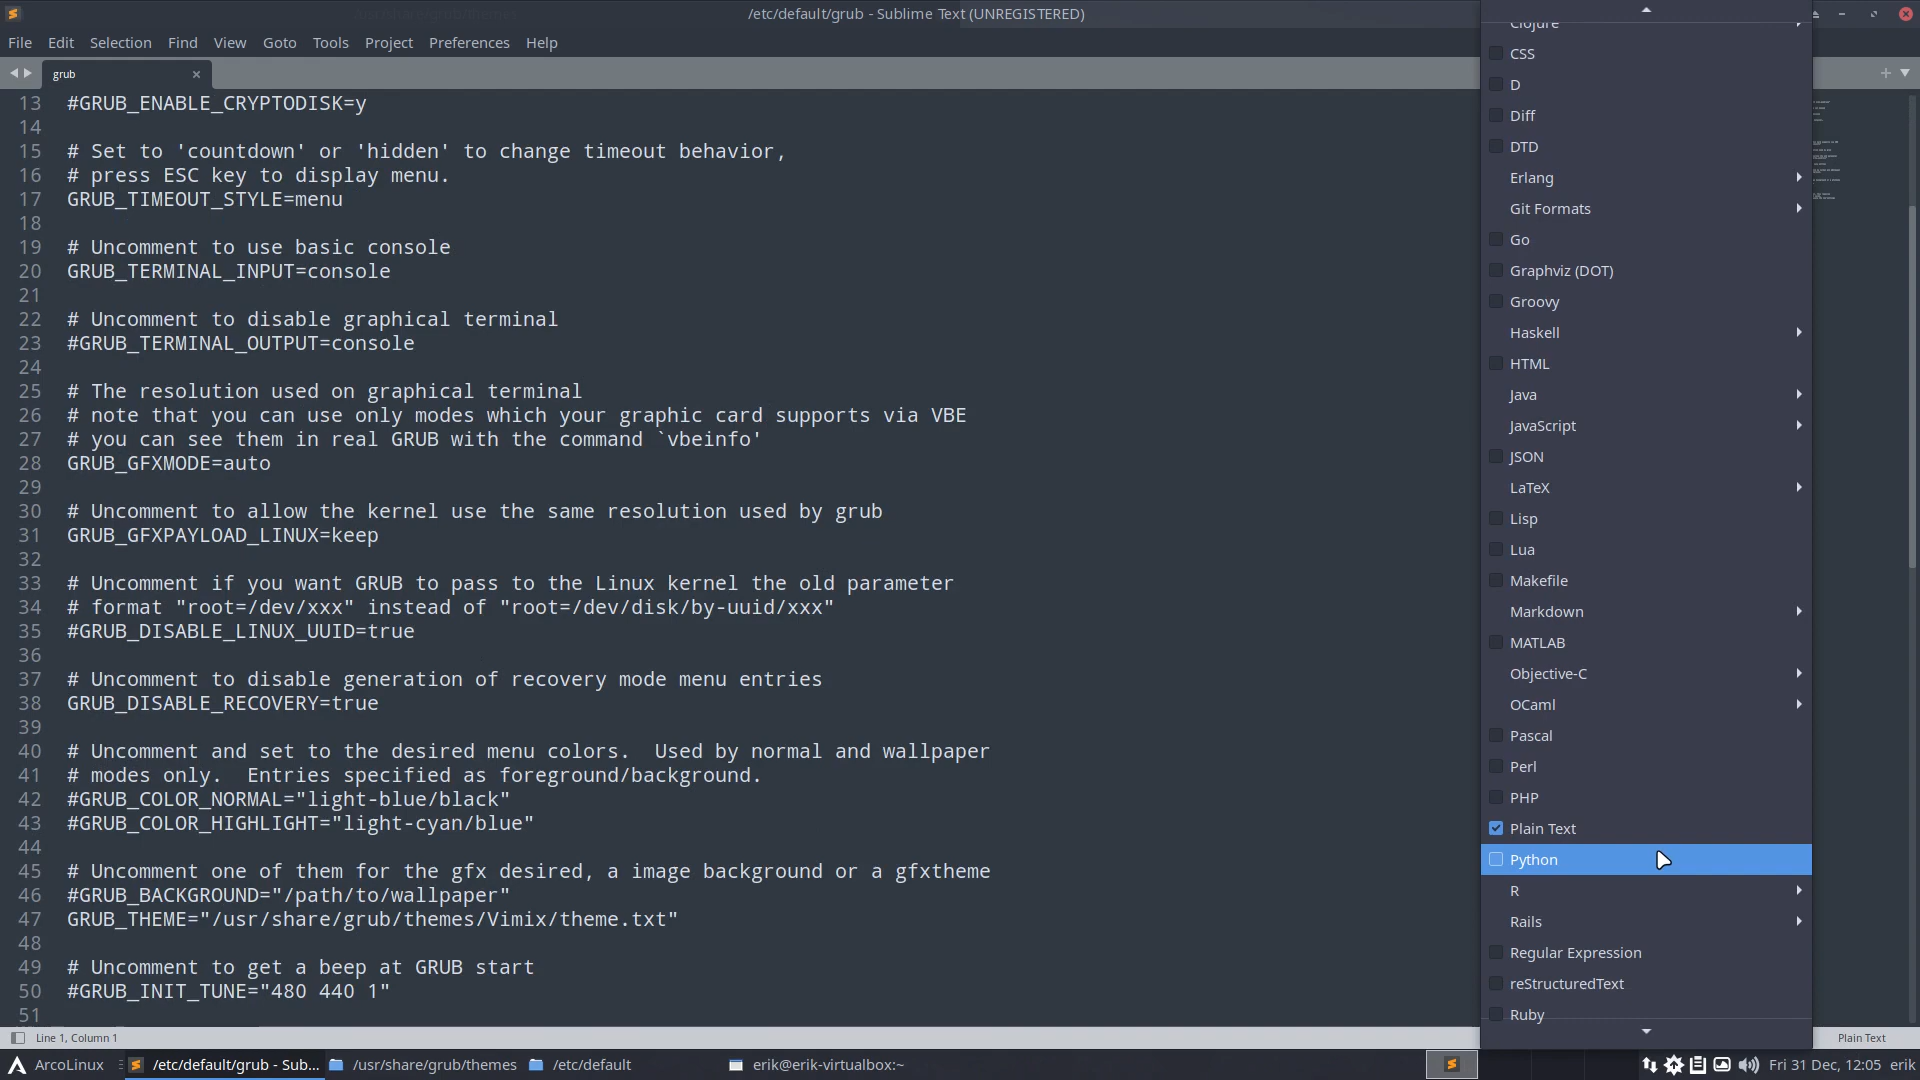 /etc/default/grub - Sublime Text (UNREGISTERED)
File Edit Selection Find View Goto Tools Project Preferences Help
grub
13 #GRUB_ENABLE_CRYPTODISK=y
14
15 # Set to 'countdown' or 'hidden' to change timeout behavior,
16 # press ESC key to display menu.
17 GRUB_TIMEOUT_STYLE=menu
18
19 # Uncomment to use basic console
20 GRUB_TERMINAL_INPUT=console
21
22 # Uncomment to disable graphical terminal
23 #GRUB_TERMINAL_OUTPUT=console
24
25 # The resolution used on graphical terminal
26 # note that you can use only modes which your graphic card supports via VBE
27 # you can see them in real GRUB with the command `vbeinfo'
28 GRUB_GFXMODE=auto
29
30 # Uncomment to allow the kernel use the same resolution used by grub
31 GRUB_GFXPAYLOAD_LINUX=keep
32
33 # Uncomment if you want GRUB to pass to the Linux kernel the old parameter
34 # format "root=/dev/xxx" instead of "root=/dev/disk/by-uuid/xxx"
35 #GRUB_DISABLE_LINUX_UUID=true
36
37 # Uncomment to disable generation of recovery mode menu entries
38 GRUB_DISABLE_RECOVERY=true
39
40 # Uncomment and set to the desired menu colors.  Used by normal and wallpaper
41 # modes only.  Entries specified as foreground/background.
42 #GRUB_COLOR_NORMAL="light-blue/black"
43 #GRUB_COLOR_HIGHLIGHT="light-cyan/blue"
44
45 # Uncomment one of them for the gfx desired, a image background or a gfxtheme
46 #GRUB_BACKGROUND="/path/to/wallpaper"
47 GRUB_THEME="/usr/share/grub/themes/Vimix/theme.txt"
48
49 # Uncomment to get a beep at GRUB start
50 #GRUB_INIT_TUNE="480 440 1"
51
Clojure
CSS
D
Diff
DTD
Erlang
Git Formats
Go
Graphviz (DOT)
Groovy
Haskell
HTML
Java
JavaScript
JSON
LaTeX
Lisp
Lua
Makefile
Markdown
MATLAB
Objective-C
OCaml
Pascal
Perl
PHP
Plain Text
Python
R
Rails
Regular Expression
reStructuredText
Ruby
Line 1, Column 1
Plain Text
ArcoLinux /etc/default/grub - Sub... /usr/share/grub/themes /etc/default erik@erik-virtualbox:~ Fri 31 Dec, 12:05 erik